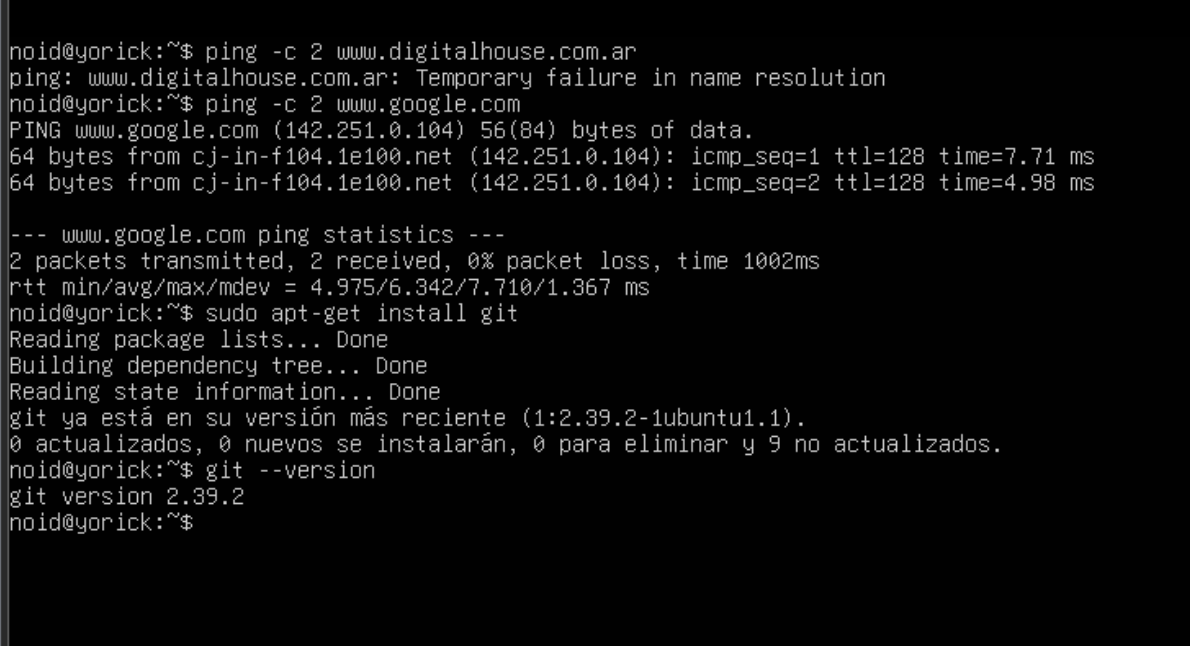 noid@yorick:~$ ping -c 2 www.digitalhouse.com.ar
ping: www.digitalhouse.com.ar: Temporary failure in name resolution
noid@yorick:~$ ping -c 2 www.google.com
PING www.google.com (142.251.0.104) 56(84) bytes of data.
64 bytes from cj-in-f104.1e100.net (142.251.0.104): icmp_seq=1 ttl=128 time=7.71 ms
64 bytes from cj-in-f104.1e100.net (142.251.0.104): icmp_seq=2 ttl=128 time=4.98 ms

--- www.google.com ping statistics ---
2 packets transmitted, 2 received, 0% packet loss, time 1002ms
rtt min/avg/max/mdev = 4.975/6.342/7.710/1.367 ms
noid@yorick:~$ sudo apt-get install git
Reading package lists... Done
Building dependency tree... Done
Reading state information... Done
git ya está en su versión más reciente (1:2.39.2-1ubuntu1.1).
0 actualizados, 0 nuevos se instalarán, 0 para eliminar y 9 no actualizados.
noid@yorick:~$ git --version
git version 2.39.2
noid@yorick:~$